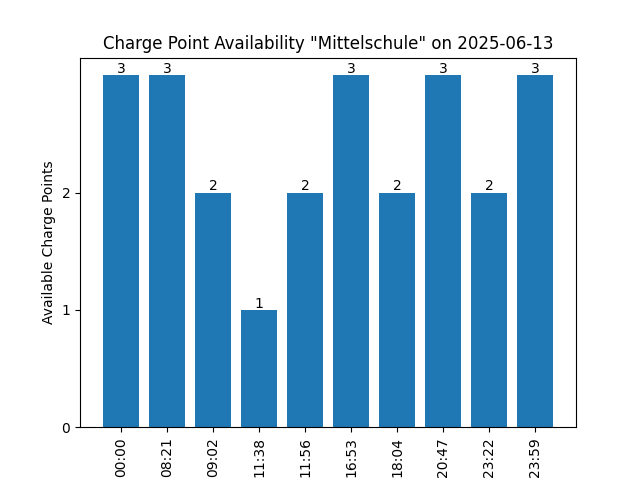 Charge Point Availability "Mittelschule" on 2025-06-13
3 3 2 1 2 3 2 3 2 3
Available Charge Points
2
1
0
00:00 08:21 09:02 11:38 11:56 16:53 18:04 20:47 23:22 23:59